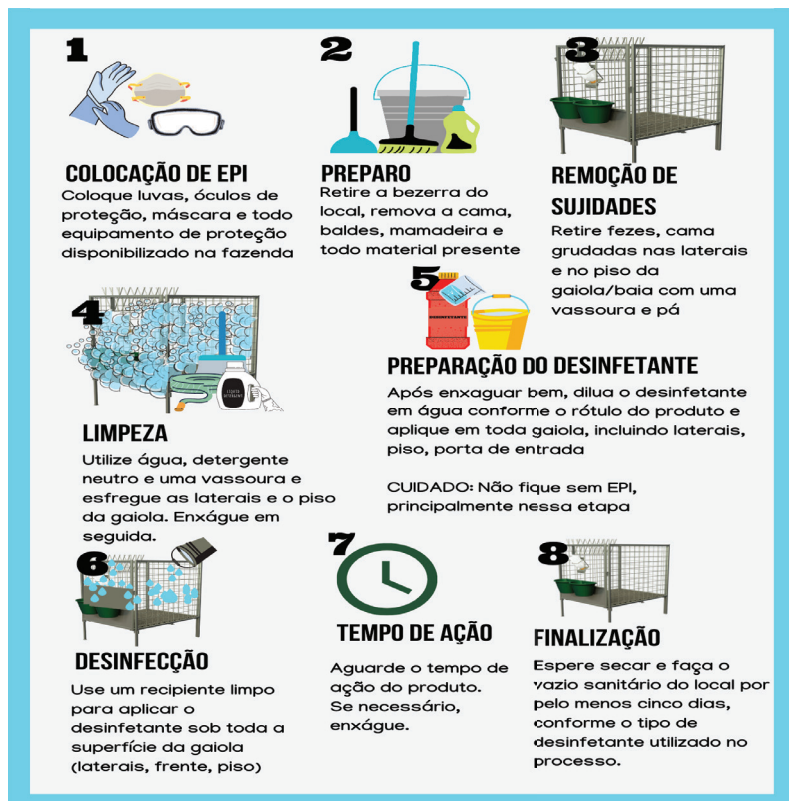 1
COLOCAÇÃO DE EPI
Coloque luvas, óculos de
proteção, máscara e todo
equipamento de proteção
disponibilizado na fazenda
2
PREPARO
Retire a bezerra do
local, remova a cama,
baldes, mamadeira e
todo material presente
3
REMOÇÃO DE
SUJIDADES
Retire fezes, cama
grudadas nas laterais
e no piso da
gaiola/baia com uma
vassoura e pá
4
LIMPEZA
Utilize água, detergente
neutro e uma vassoura e
esfregue as laterais e o piso
da gaiola. Enxágue em
seguida.
5
DESINFETANTE
PREPARAÇÃO DO DESINFETANTE
Após enxaguar bem, dilua o desinfetante
em água conforme o rótulo do produto e
aplique em toda gaiola, incluindo laterais,
piso, porta de entrada
CUIDADO: Não fique sem EPI,
principalmente nessa etapa
6
DESINFECÇÃO
Use um recipiente limpo
para aplicar o
desinfetante sob toda a
superfície da gaiola
(laterais, frente, piso)
7
TEMPO DE AÇÃO
Aguarde o tempo de
ação do produto.
Se necessário,
enxágue.
8
FINALIZAÇÃO
Espere secar e faça o
vazio sanitário do local por
pelo menos cinco dias,
conforme o tipo de
desinfetante utilizado no
processo.